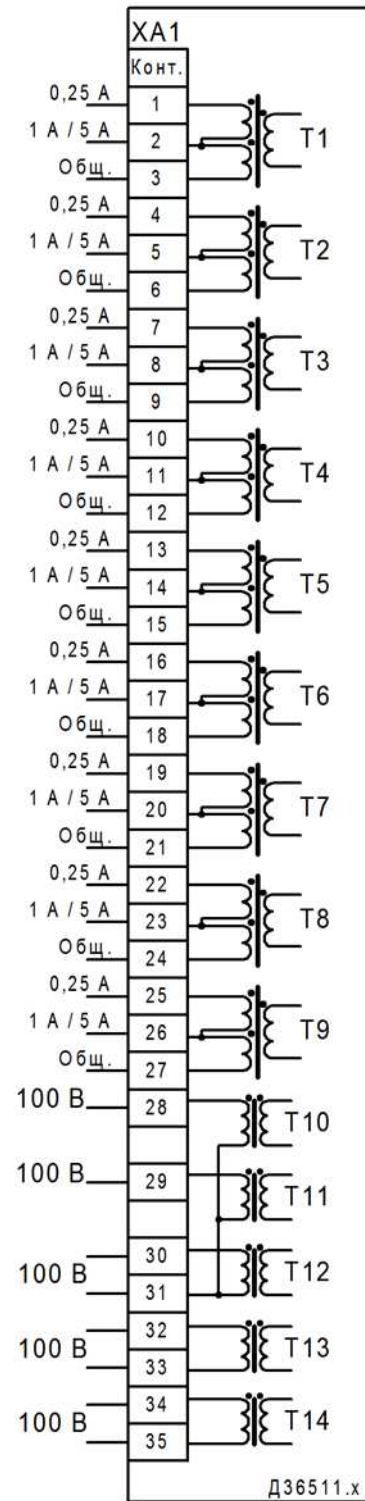 XA1
Конт.
0,25 А 1
1 А / 5 А 2 T1
Общ. 3
0,25 А 4
1 А / 5 А 5 T2
Общ. 6
0,25 А 7
1 А / 5 А 8 T3
Общ. 9
0,25 А 10
1 А / 5 А 11 T4
Общ. 12
0,25 А 13
1 А / 5 А 14 T5
Общ. 15
0,25 А 16
1 А / 5 А 17 T6
Общ. 18
0,25 А 19
1 А / 5 А 20 T7
Общ. 21
0,25 А 22
1 А / 5 А 23 T8
Общ. 24
0,25 А 25
1 А / 5 А 26 T9
Общ. 27
100 В 28 T10
100 В 29 T11
30 T12
100 В 31
32 T13
100 В 33
34 T14
100 В 35
Д36511.х